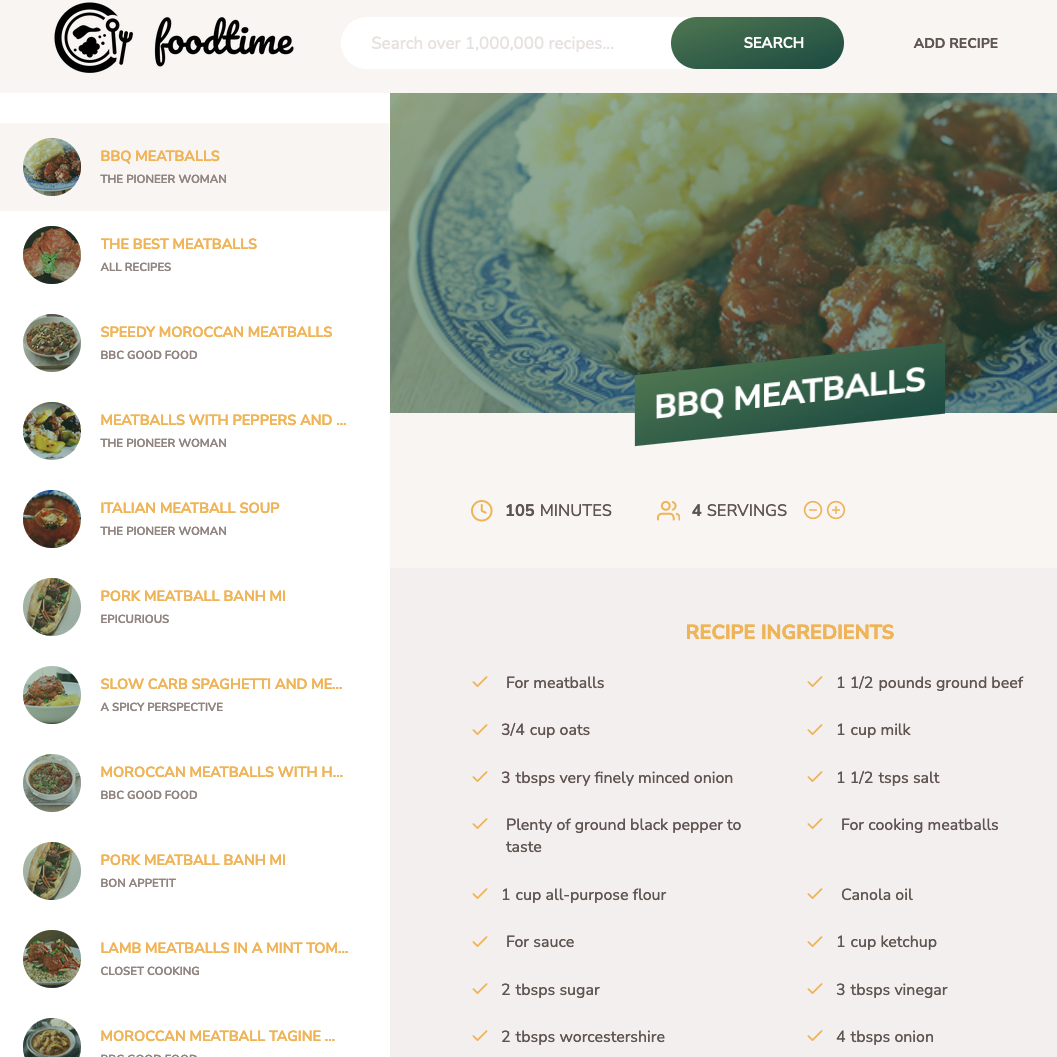 foodtime
Search over 1,000,000 recipes...
SEARCH
ADD RECIPE
BBQ MEATBALLS
THE PIONEER WOMAN
THE BEST MEATBALLS
ALL RECIPES
SPEEDY MOROCCAN MEATBALLS
BBC GOOD FOOD
MEATBALLS WITH PEPPERS AND ...
THE PIONEER WOMAN
ITALIAN MEATBALL SOUP
THE PIONEER WOMAN
PORK MEATBALL BANH MI
EPICURIOUS
SLOW CARB SPAGHETTI AND ME...
A SPICY PERSPECTIVE
MOROCCAN MEATBALLS WITH H...
BBC GOOD FOOD
PORK MEATBALL BANH MI
BON APPETIT
LAMB MEATBALLS IN A MINT TOM...
CLOSET COOKING
MOROCCAN MEATBALL TAGINE ...
BBC GOOD FOOD
BBQ MEATBALLS
105 MINUTES
4 SERVINGS
RECIPE INGREDIENTS
For meatballs
1 1/2 pounds ground beef
3/4 cup oats
1 cup milk
3 tbsps very finely minced onion
1 1/2 tsps salt
Plenty of ground black pepper to
taste
For cooking meatballs
1 cup all-purpose flour
Canola oil
For sauce
1 cup ketchup
2 tbsps sugar
3 tbsps vinegar
2 tbsps worcestershire
4 tbsps onion